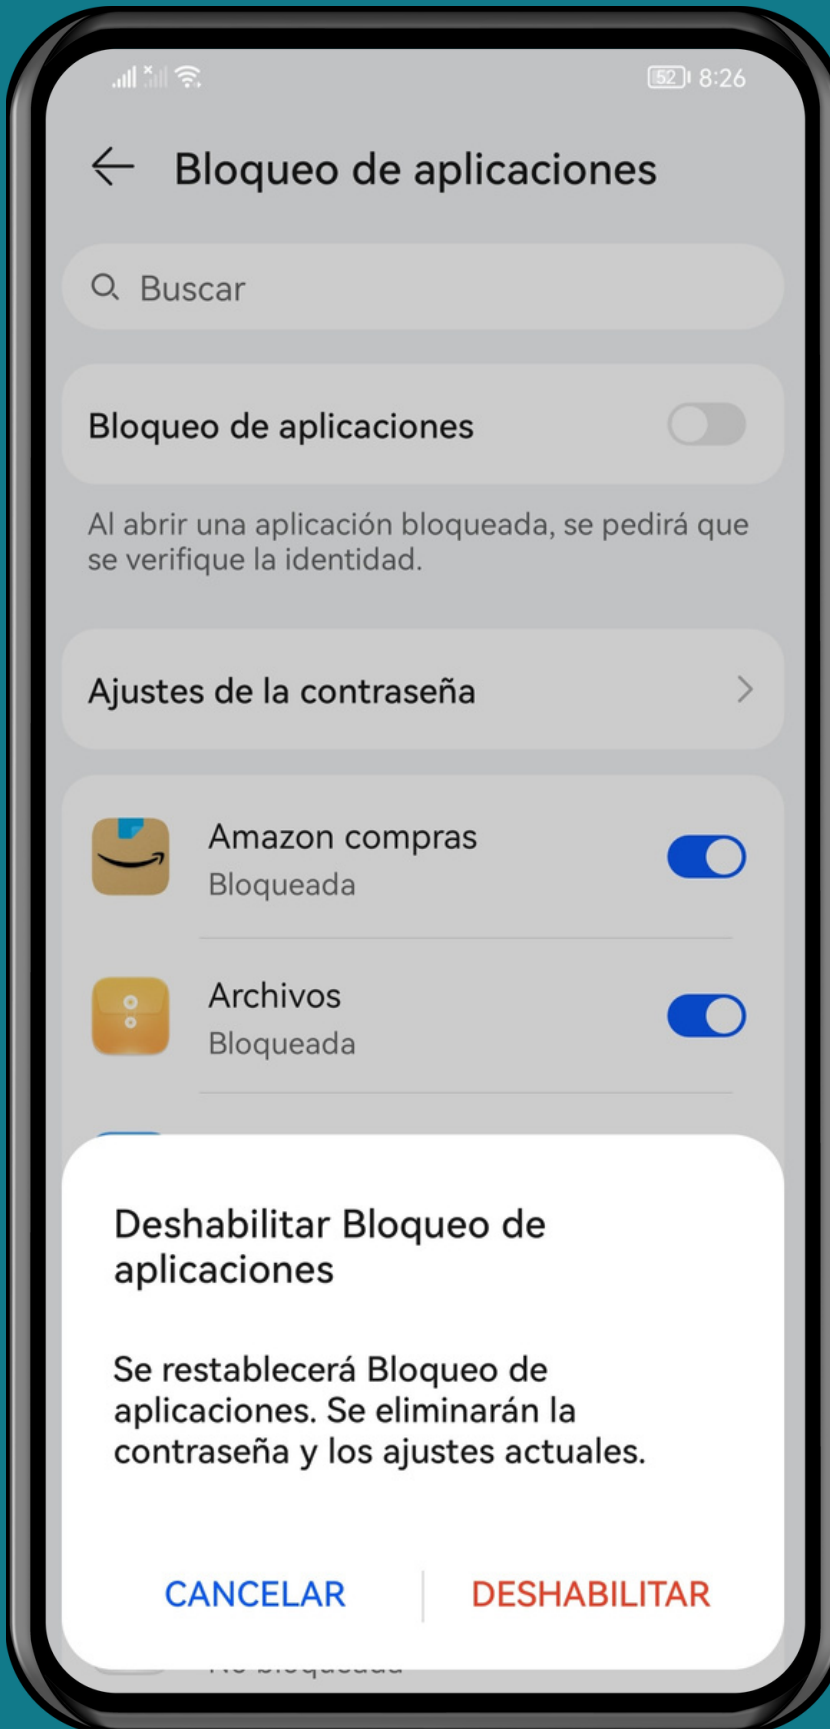 52 8:26
Bloqueo de aplicaciones
Buscar
Bloqueo de aplicaciones
Al abrir una aplicación bloqueada, se pedirá que
se verifique la identidad.
Ajustes de la contraseña
Amazon compras
Bloqueada
Archivos
Bloqueada
Deshabilitar Bloqueo de
aplicaciones
Se restablecerá Bloqueo de
aplicaciones. Se eliminarán la
contraseña y los ajustes actuales.
CANCELAR DESHABILITAR